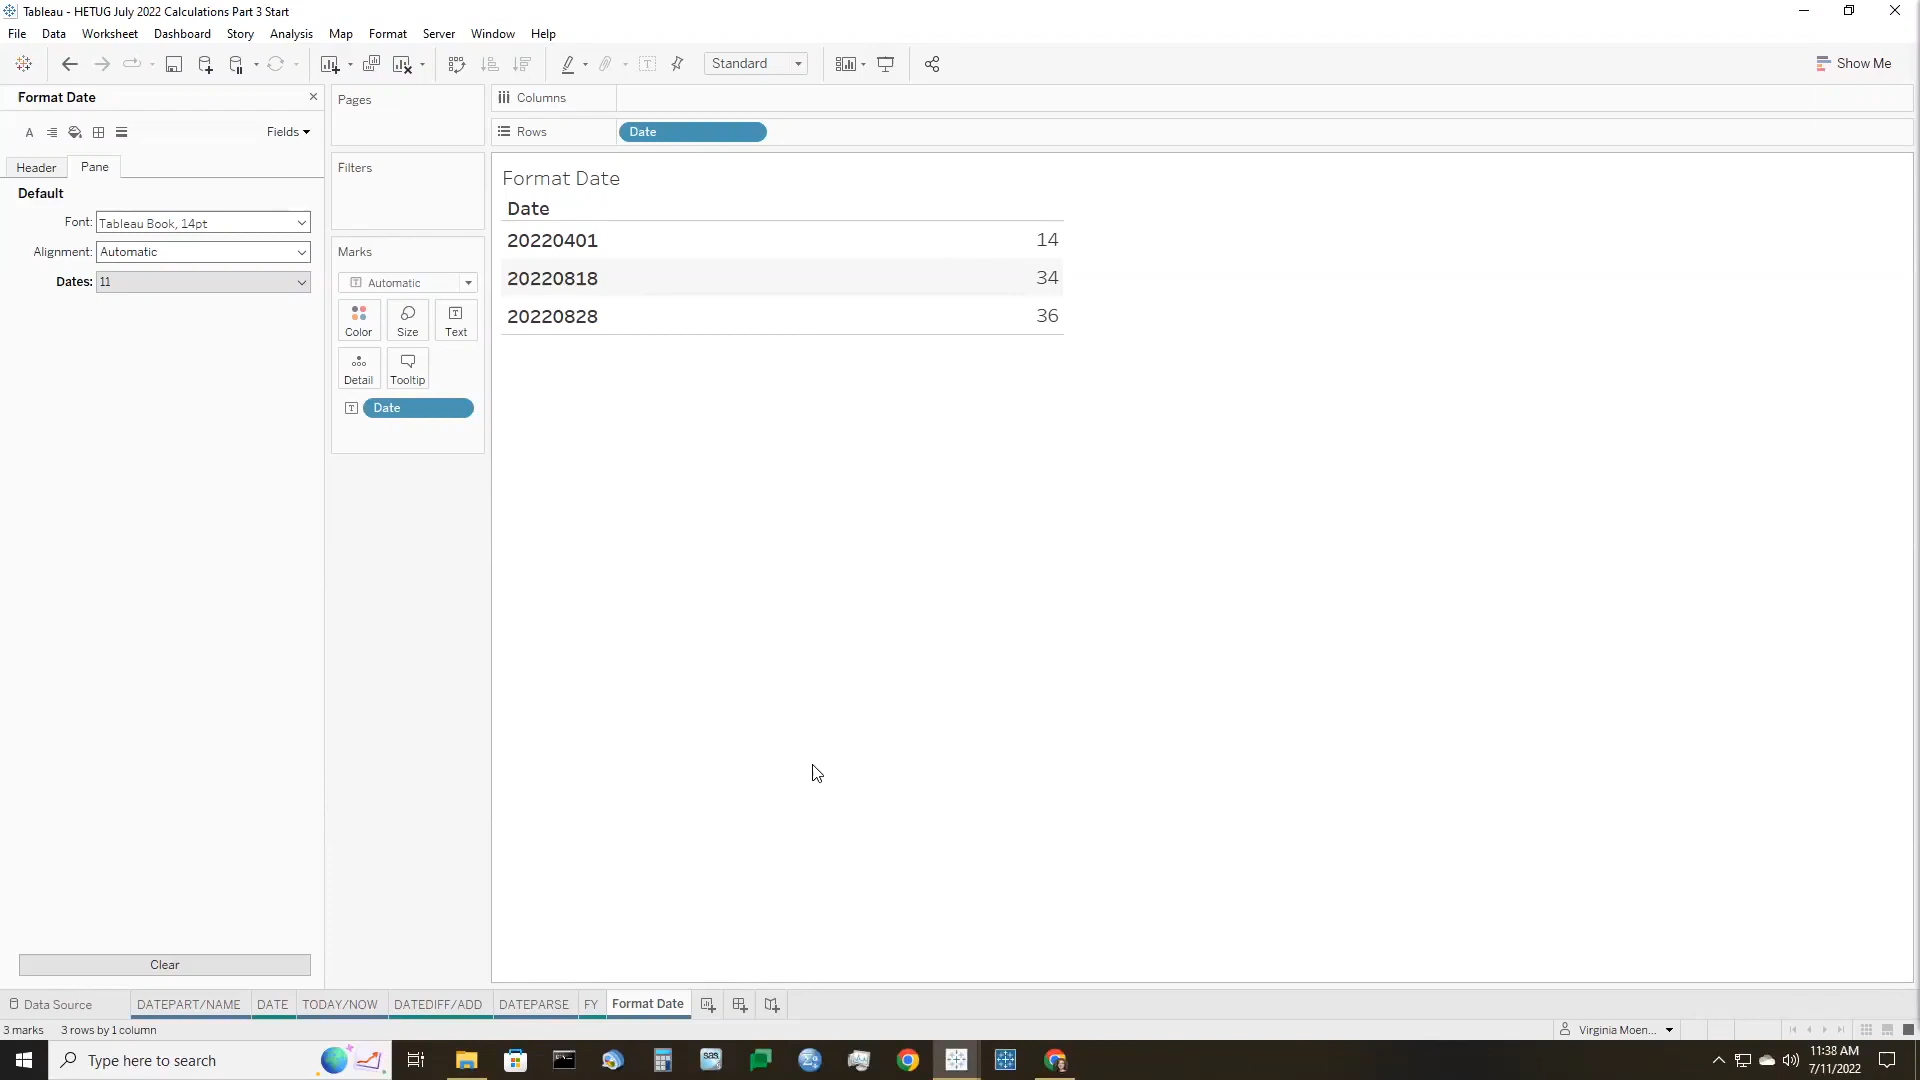 Tableau - HETUG July 2022 Calculations Part 3 Start
File Data Worksheet Dashboard Story Analysis Map Format Server Window Help
Standard
Show Me
Format Date
Fields
Header Pane
Default
Font: Tableau Book, 14pt
Alignment: Automatic
Dates: 11
Clear
Pages
Filters
Marks
Automatic
Color Size Text
Detail Tooltip
Date
Columns
Rows Date
Format Date
Date
20220401 14
20220818 34
20220828 36
Data Source DATEPART/NAME DATE TODAY/NOW DATEDIFF/ADD DATEPARSE FY Format Date
3 marks 3 rows by 1 column Virginia Moen...
Type here to search
11:38 AM
7/11/2022